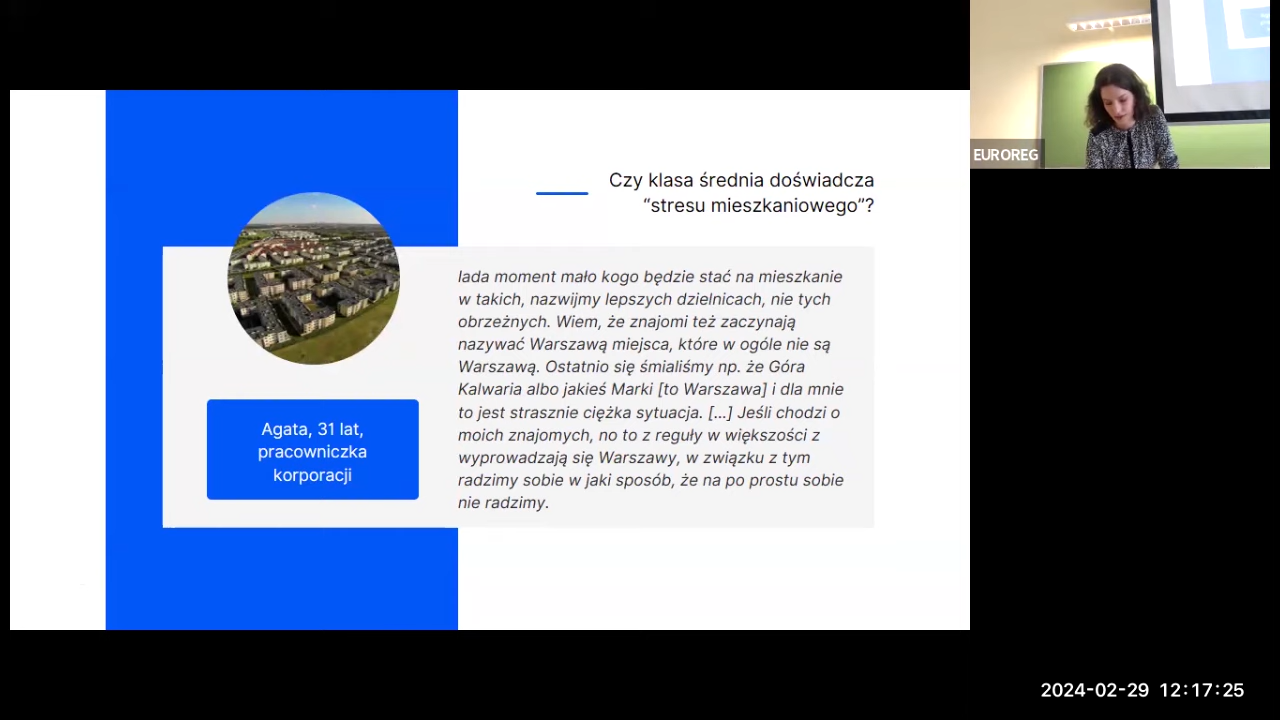 Czy klasa średnia doświadcza
“stresu mieszkaniowego”?
lada moment mało kogo będzie stać na mieszkanie
w takich, nazwijmy lepszych dzielnicach, nie tych
obrzeżnych. Wiem, że znajomi też zaczynają
nazywać Warszawą miejsca, które w ogóle nie są
Warszawą. Ostatnio się śmialiśmy np. że Góra
Kalwaria albo jakieś Marki [to Warszawa] i dla mnie
to jest strasznie ciężka sytuacja. [...] Jeśli chodzi o
moich znajomych, no to z reguły w większości z
wyprowadzają się Warszawy, w związku z tym
radzimy sobie w jaki sposób, że na po prostu sobie
nie radzimy.
Agata, 31 lat,
pracowniczka
korporacji
EUROREG
2024-02-29 12:17:25